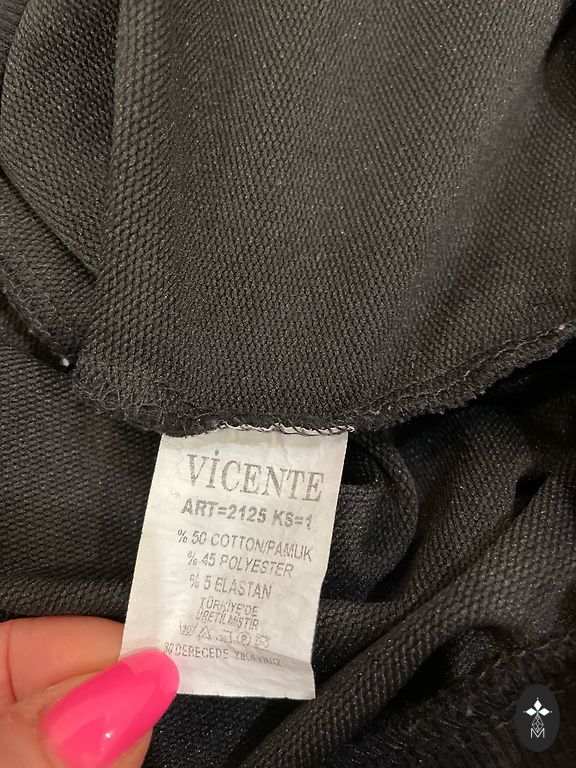 VİCENTE
ART=2125 KS=1
% 50 COTTON/PAMUK
% 45 POLYESTER
% 5 ELASTAN
TÜRKİYE'DE
ÜRETİLMİŞTİR
30 DERECEDE YIKAYINIZ